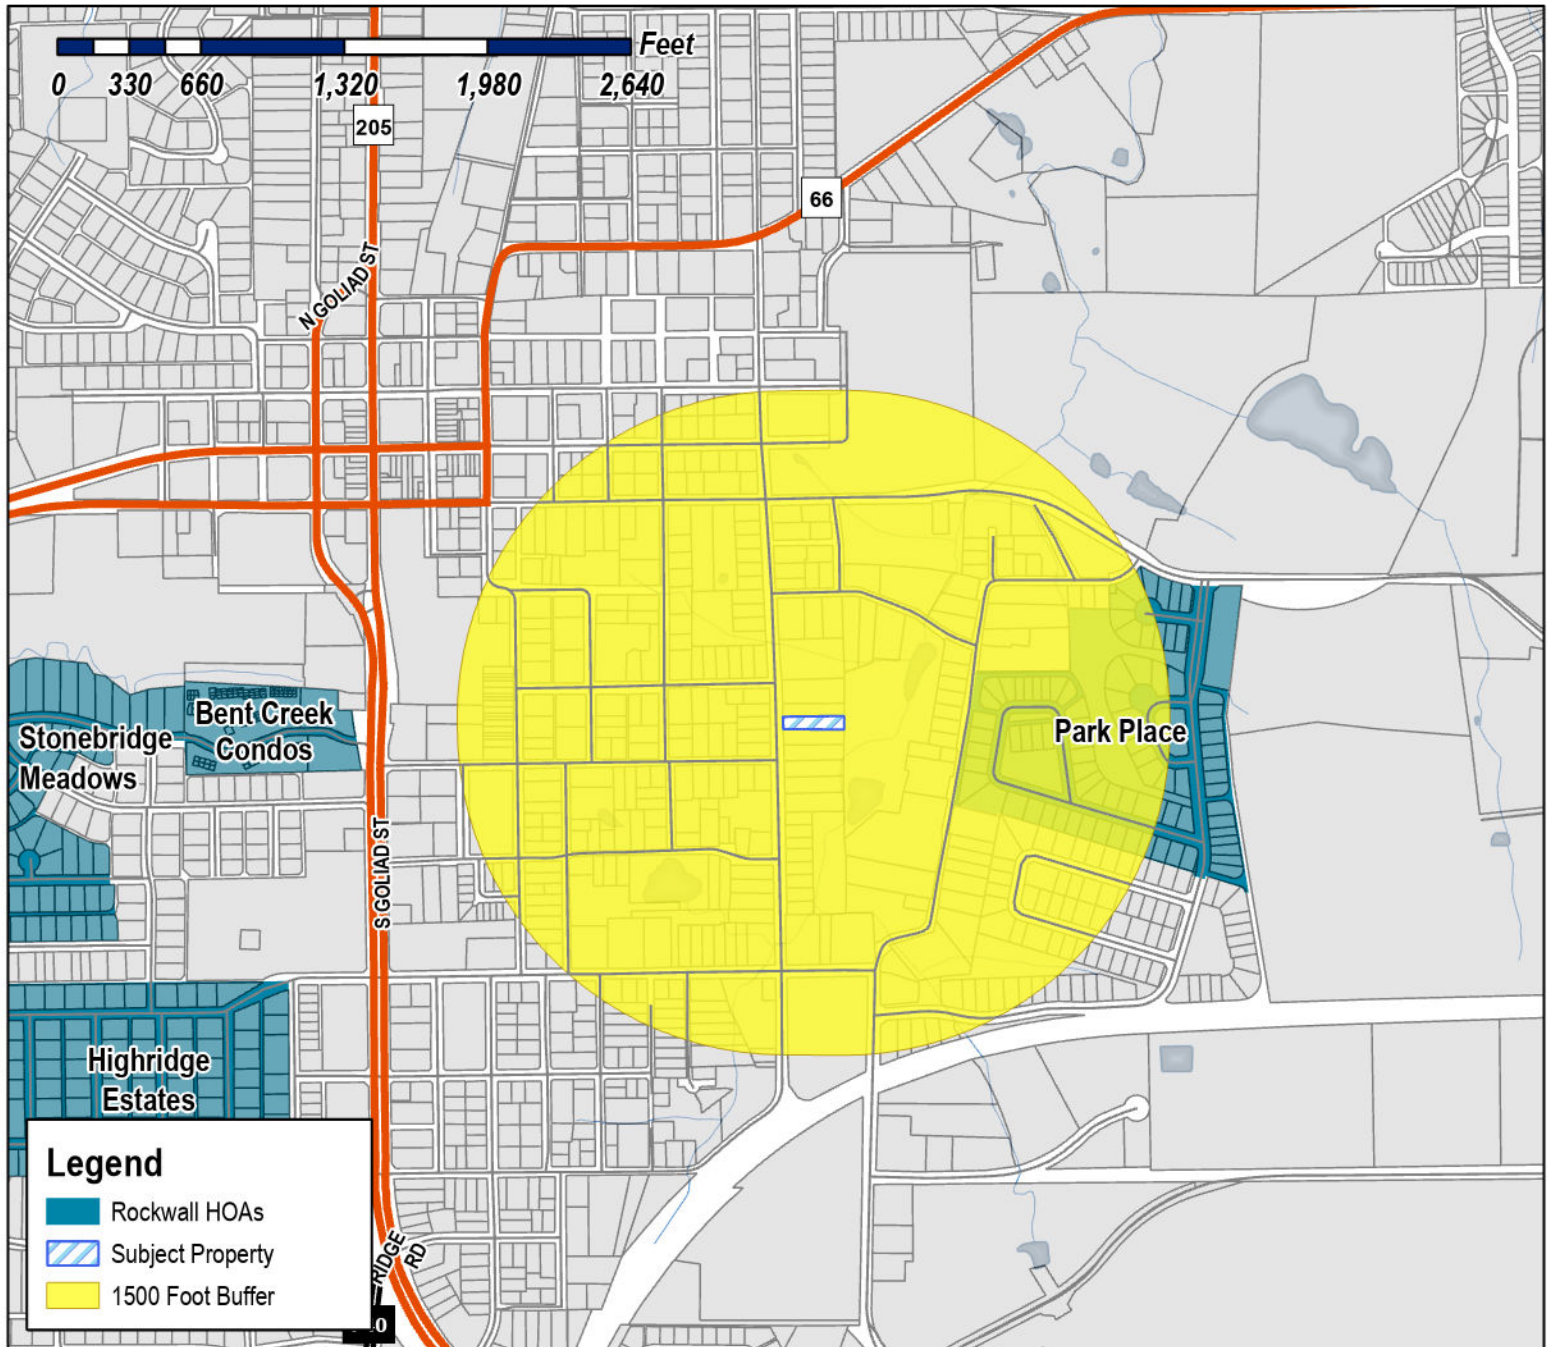 Feet
0 330 660 1,320 1,980 2,640
205
66
N GOLIAD ST
Bent Creek
Condos
Stonebridge
Meadows
Park Place
S GOLIAD ST
Highridge
Estates
Legend
Rockwall HOAs
Subject Property
1500 Foot Buffer
RD